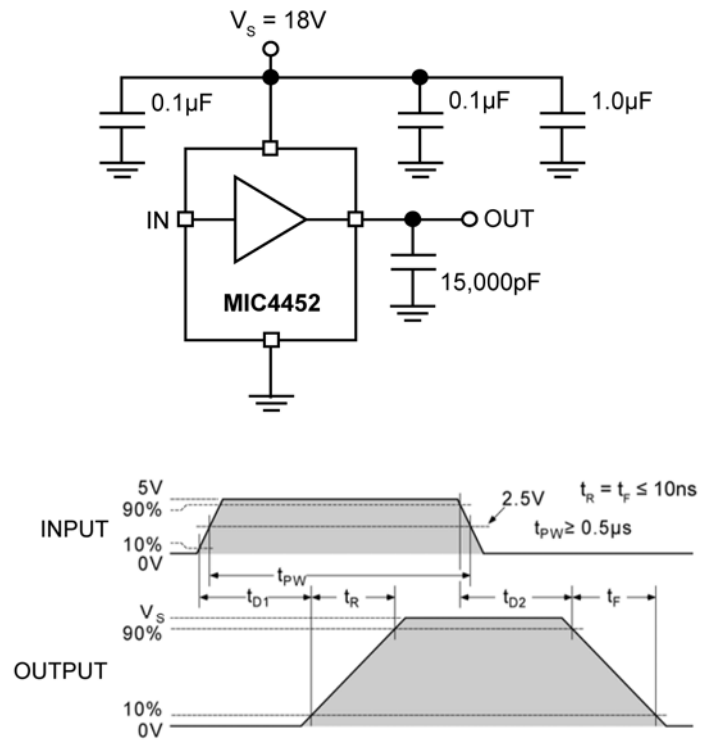 V_S = 18V
0.1µF
0.1µF
1.0µF
IN
OUT
15,000pF
MIC4452
INPUT
5V
90%
10%
0V
2.5V
t_R = t_F ≤ 10ns
t_PW ≥ 0.5µs
t_PW
t_D1
t_R
t_D2
t_F
OUTPUT
V_S
90%
10%
0V